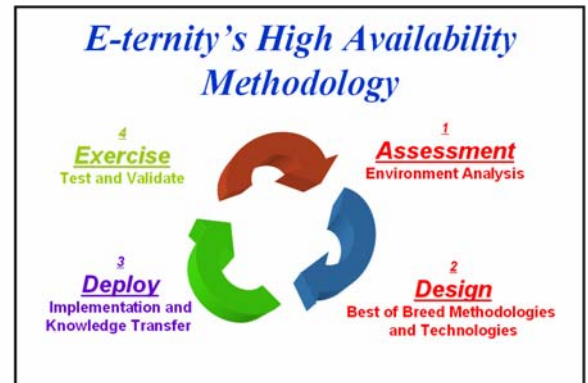 E-ternity's High Availability
Methodology
1
Assessment
Environment Analysis
2
Design
Best of Breed Methodologies
and Technologies
3
Deploy
Implementation and
Knowledge Transfer
4
Exercise
Test and Validate